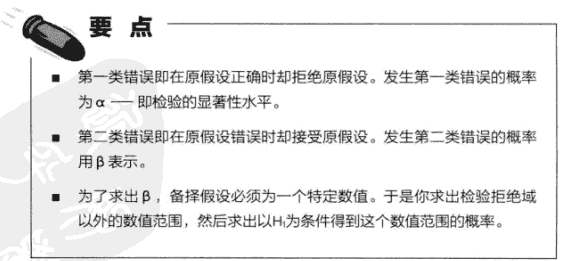 要点
■ 第一类错误即在原假设正确时却拒绝原假设。发生第一类错误的概率
为α —— 即检验的显著性水平。
■ 第二类错误即在原假设错误时却接受原假设。发生第二类错误的概率
用β表示。
■ 为了求出β，备择假设必须为一个特定数值。于是你求出检验拒绝域
以外的数值范围，然后求出以H₁为条件得到这个数值范围的概率。